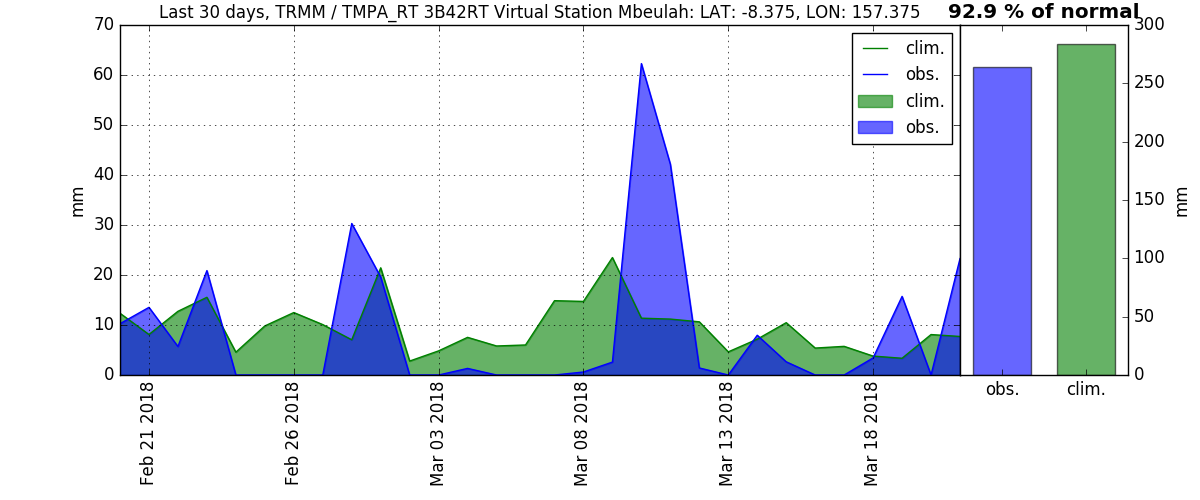 Last 30 days, TRMM / TMPA_RT 3B42RT Virtual Station Mbeulah: LAT: -8.375, LON: 157.375
92.9 % of normal
70
60
50
40
30
20
10
0
mm
clim.
obs.
clim.
obs.
Feb 21 2018
Feb 26 2018
Mar 03 2018
Mar 08 2018
Mar 13 2018
Mar 18 2018
300
250
200
150
100
50
0
mm
obs.
clim.